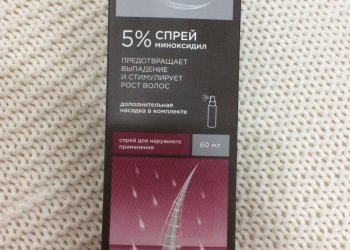 5% СПРЕЙ
МИНОКСИДИЛ
ПРЕДОТВРАЩАЕТ
ВЫПАДЕНИЕ
И СТИМУЛИРУЕТ
РОСТ ВОЛОС
дополнительная
насадка в комплекте
спрей для наружного
применения
60 мл